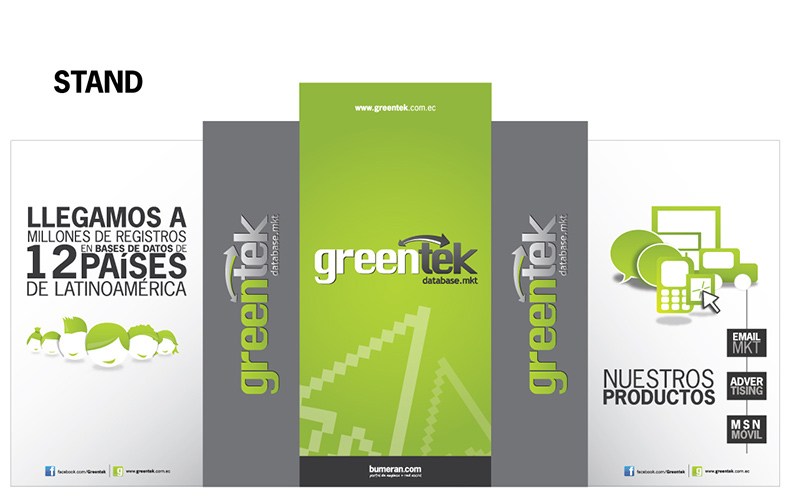 STAND
LLEGAMOS A
MILLONES DE REGISTROS
EN BASES DE DATOS DE
12 PAÍSES
DE LATINOAMÉRICA
facebook.com/Greentek
www.greentek.com.ec
greentek
database.mkt
www.greentek.com.ec
greentek
database.mkt
bumeran.com
greentek
database.mkt
NUESTROS
PRODUCTOS
EMAIL
MKT
ADVER
TISING
MSN
MÓVIL
facebook.com/Greentek
www.greentek.com.ec